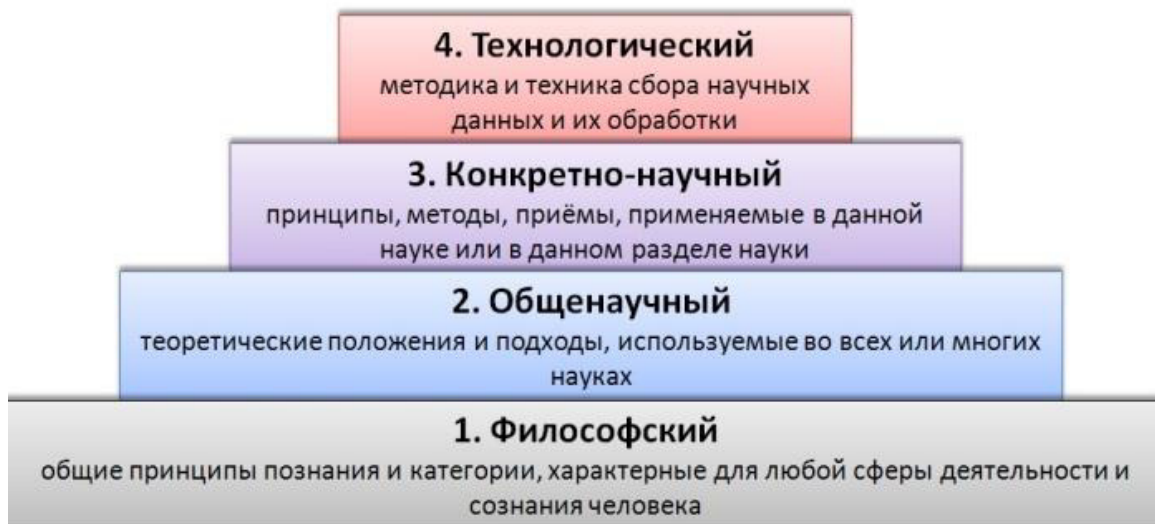 4. Технологический
методика и техника сбора научных
данных и их обработки
3. Конкретно-научный
принципы, методы, приёмы, применяемые в данной
науке или в данном разделе науки
2. Общенаучный
теоретические положения и подходы, используемые во всех или многих
науках
1. Философский
общие принципы познания и категории, характерные для любой сферы деятельности и
сознания человека